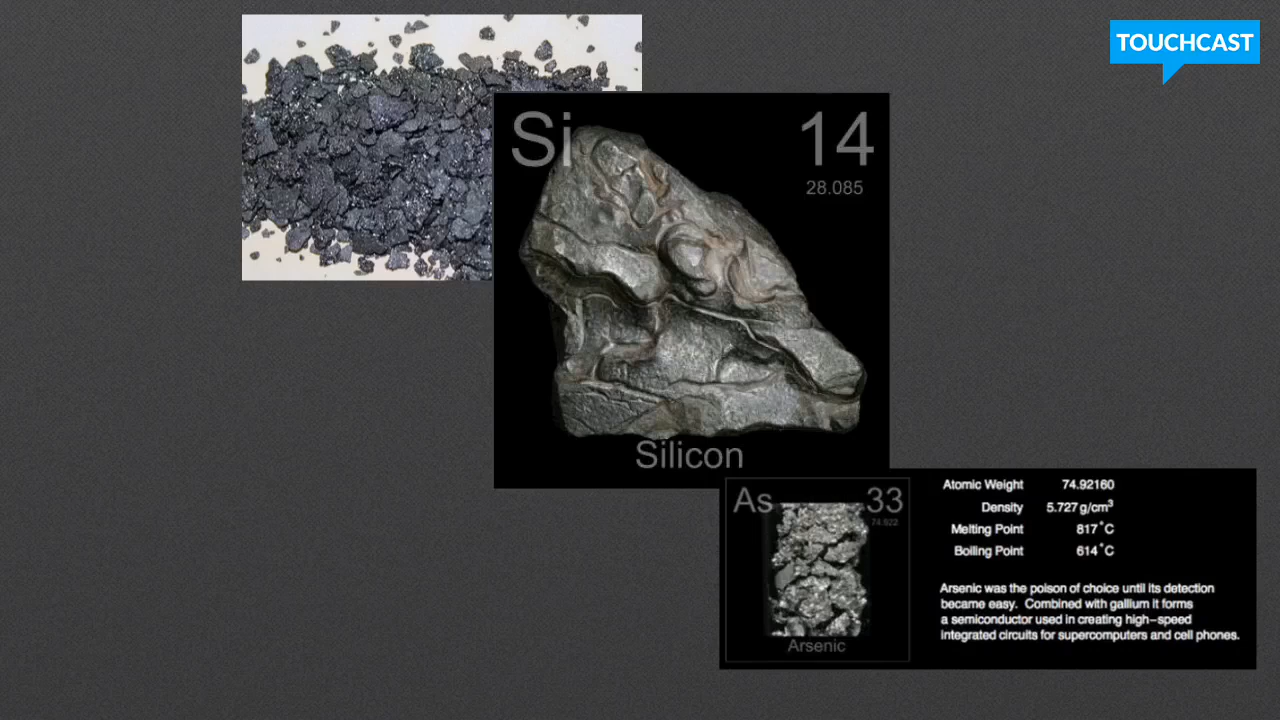 TOUCHCAST
Si
14
28.085
Silicon
As
33
74.922
Arsenic
Atomic Weight 74.92160
Density 5.727 g/cm³
Melting Point 817°C
Boiling Point 614°C
Arsenic was the poison of choice until its detection
became easy. Combined with gallium it forms
a semiconductor used in creating high-speed
integrated circuits for supercomputers and cell phones.